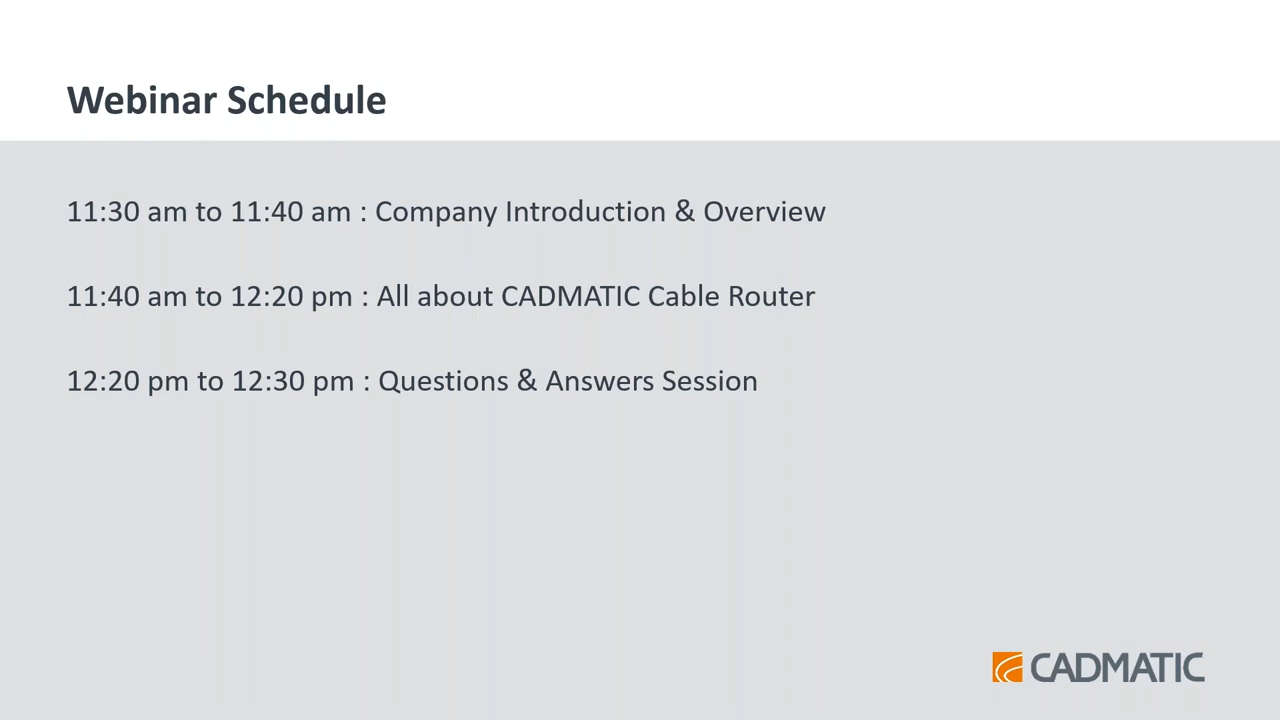 Webinar Schedule
11:30 am to 11:40 am : Company Introduction & Overview
11:40 am to 12:20 pm : All about CADMATIC Cable Router
12:20 pm to 12:30 pm : Questions & Answers Session
CADMATIC